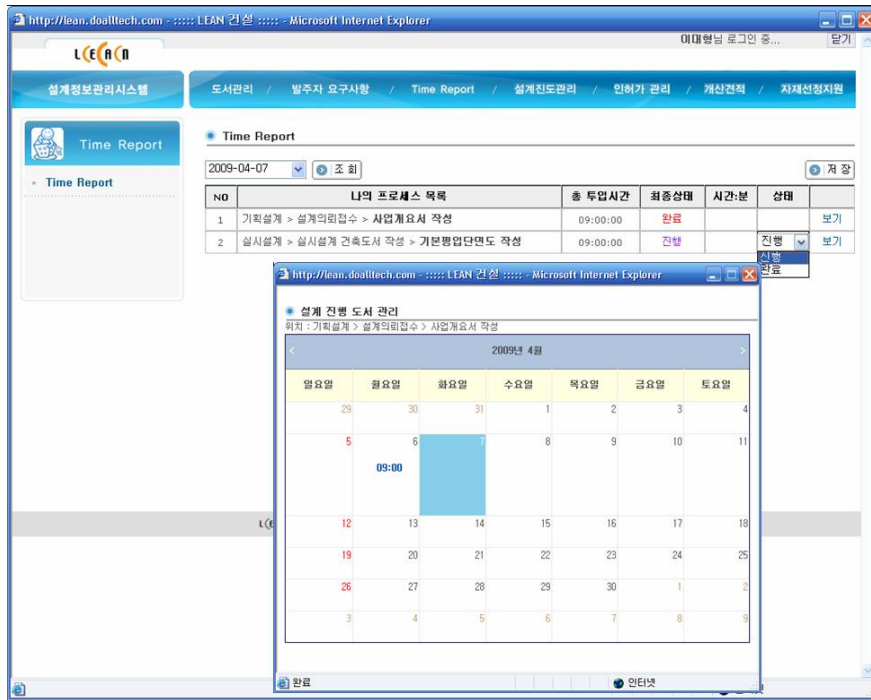 http://lean.doalltech.com - ::::: LEAN 건설 ::::: - Microsoft Internet Explorer
이대형님 로그인 중... 닫기
LEAN
설계정보관리시스템 도서관리 / 발주자 요구사항 / Time Report / 설계진도관리 / 인허가 관리 / 개산견적 / 자재선정지원
Time Report
Time Report
Time Report
2009-04-07 조 회 저 장
NO 나의 프로세스 목록 총 투입시간 최종상태 시간:분 상태
1 기획설계 > 설계의뢰접수 > 사업개요서 작성 09:00:00 완료 보기
2 실시설계 > 실시설계 건축도서 작성 > 기본평입단면도 작성 09:00:00 진행 진행 보기
진행
완료
http://lean.doalltech.com - ::::: LEAN 건설 ::::: - Microsoft Internet Explorer
설계 진행 도서 관리
위치 : 기획설계 > 설계의뢰접수 > 사업개요서 작성
< 2009년 4월 >
일요일 월요일 화요일 수요일 목요일 금요일 토요일
29 30 31 1 2 3 4
5 6 7 8 9 10 11
09:00
12 13 14 15 16 17 18
19 20 21 22 23 24 25
26 27 28 29 30 1 2
3 4 5 6 7 8 9
완료 인터넷